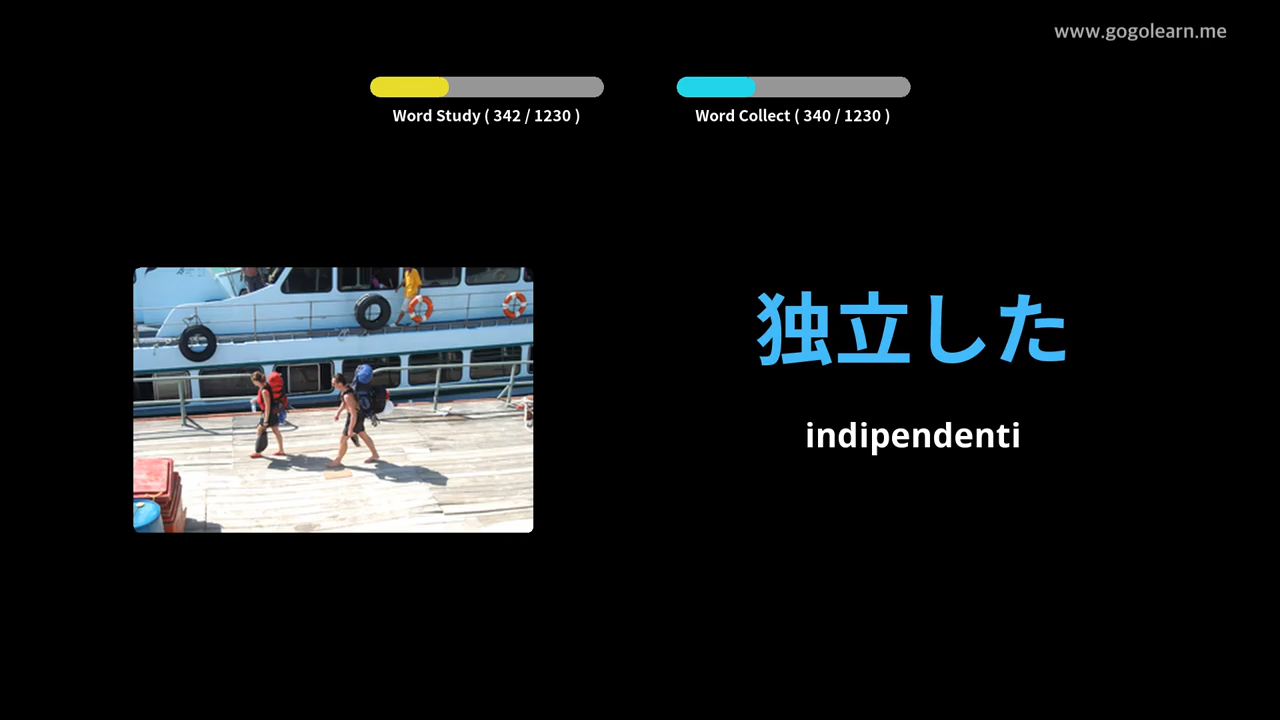 www.gogolearn.me
Word Study ( 342 / 1230 )
Word Collect ( 340 / 1230 )
独立した
indipendenti